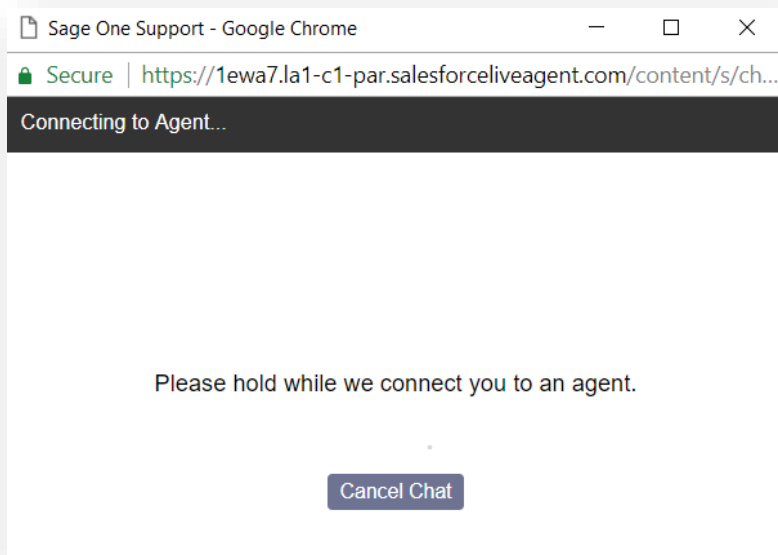 Sage One Support - Google Chrome
Secure | https://1ewa7.la1-c1-par.salesforceliveagent.com/content/s/ch...
Connecting to Agent...
Please hold while we connect you to an agent.
Cancel Chat